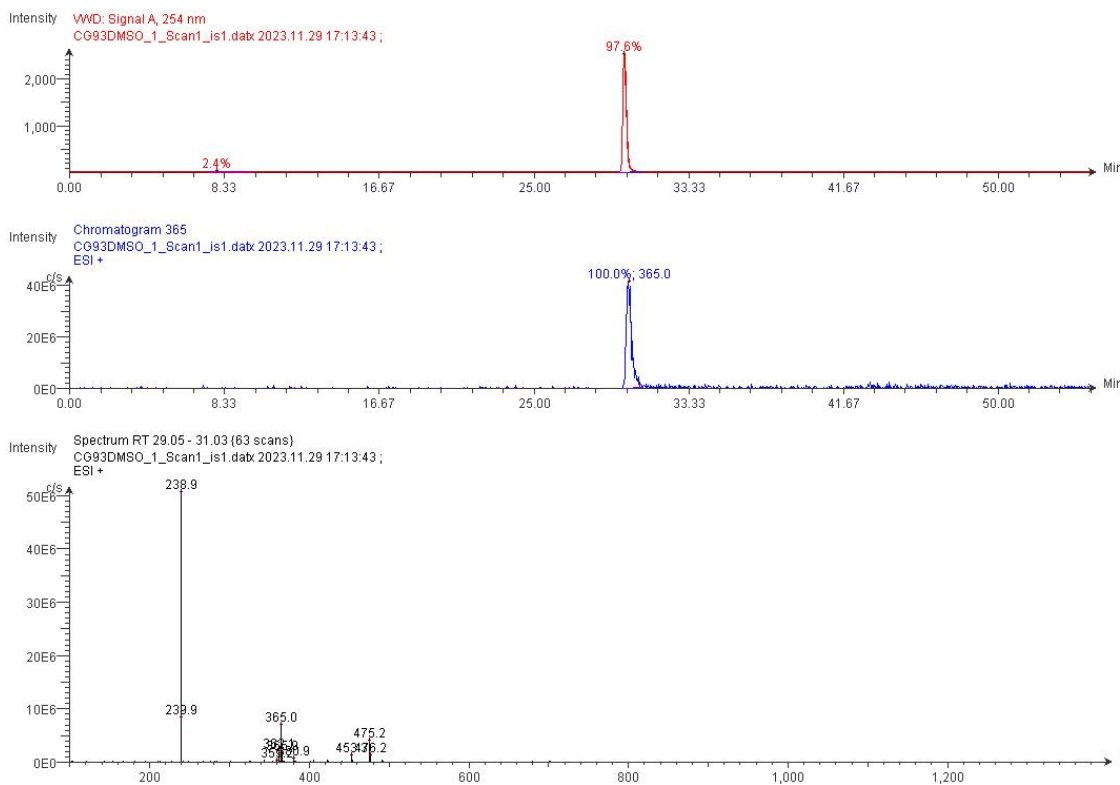 Intensity
VWD: Signal A, 254 nm
CG93DMSO_1_Scan1_is1.datx 2023.11.29 17:13:43 ;
97.6%
2,000
1,000
2.4%
Min
0.00 8.33 16.67 25.00 33.33 41.67 50.00
Intensity
Chromatogram 365
CG93DMSO_1_Scan1_is1.datx 2023.11.29 17:13:43 ;
ESI +
c/s
100.0%; 365.0
40E6
20E6
0E0
Min
0.00 8.33 16.67 25.00 33.33 41.67 50.00
Intensity
Spectrum RT 29.05 - 31.03 {63 scans}
CG93DMSO_1_Scan1_is1.datx 2023.11.29 17:13:43 ;
ESI +
c/s
238.9
50E6
40E6
30E6
20E6
239.9
10E6
365.0
475.2
476.2
0E0
200 400 600 800 1,000 1,200